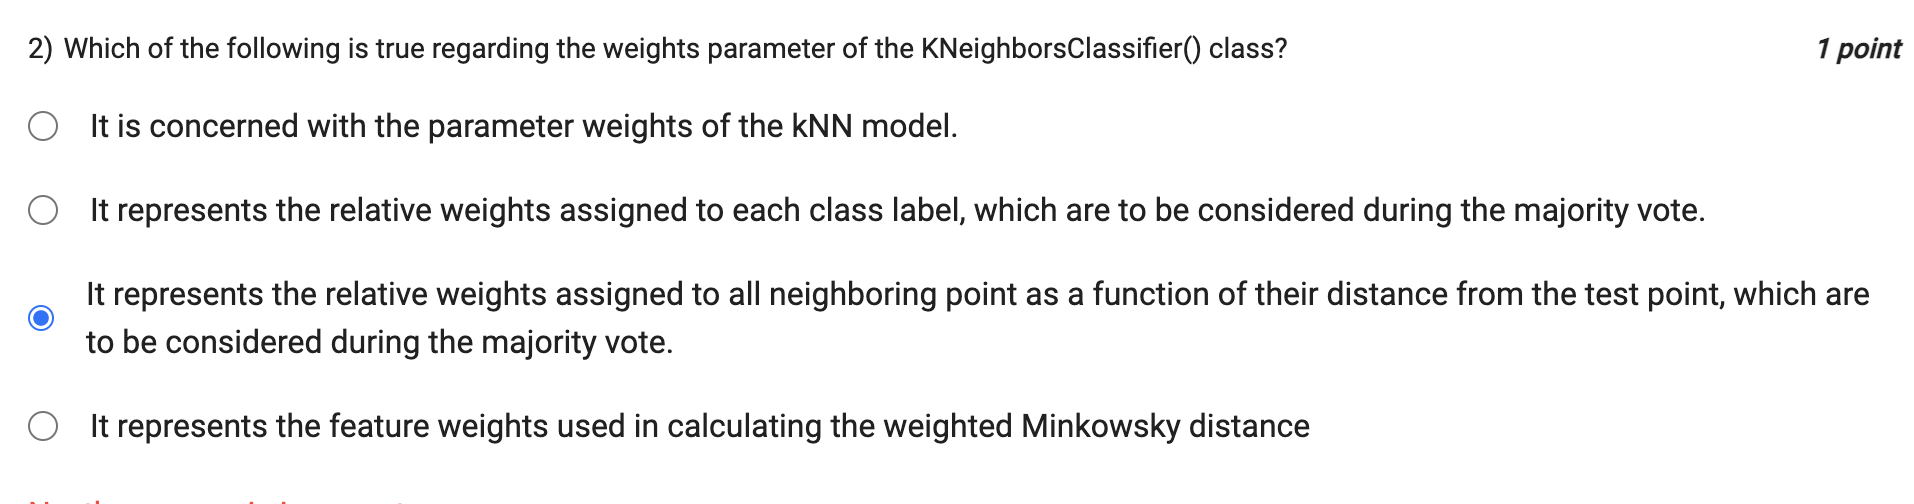 2) Which of the following is true regarding the weights parameter of the KNeighborsClassifier() class?
1 point
It is concerned with the parameter weights of the kNN model.
It represents the relative weights assigned to each class label, which are to be considered during the majority vote.
It represents the relative weights assigned to all neighboring point as a function of their distance from the test point, which are
to be considered during the majority vote.
It represents the feature weights used in calculating the weighted Minkowsky distance